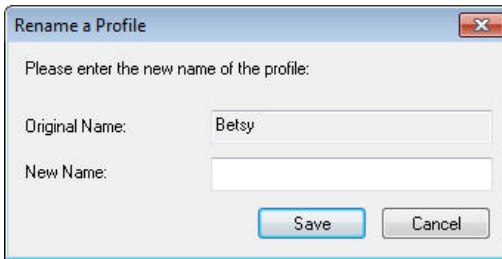 Rename a Profile
Please enter the new name of the profile:
Original Name: Betsy
New Name:
Save Cancel